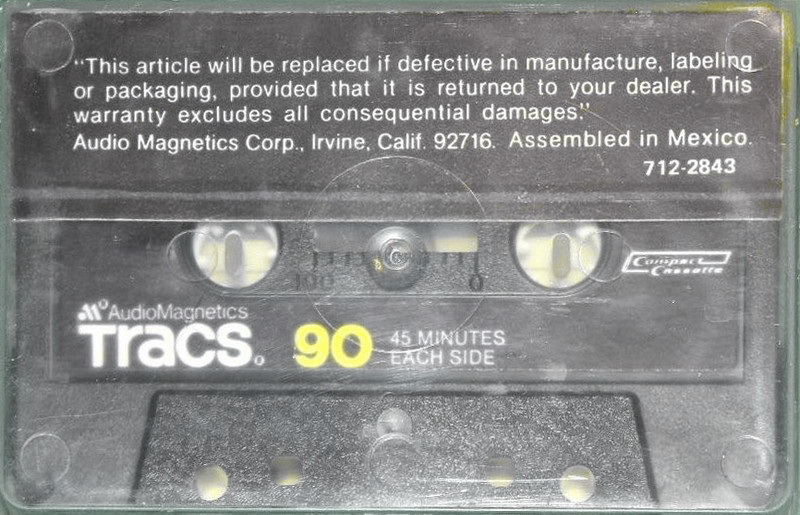 "This article will be replaced if defective in manufacture, labeling
or packaging, provided that it is returned to your dealer. This
warranty excludes all consequential damages."
Audio Magnetics Corp., Irvine, Calif. 92716. Assembled in Mexico.
712-2843
Compact
Cassette
100 0
AudioMagnetics
Tracs® 90
45 MINUTES
EACH SIDE